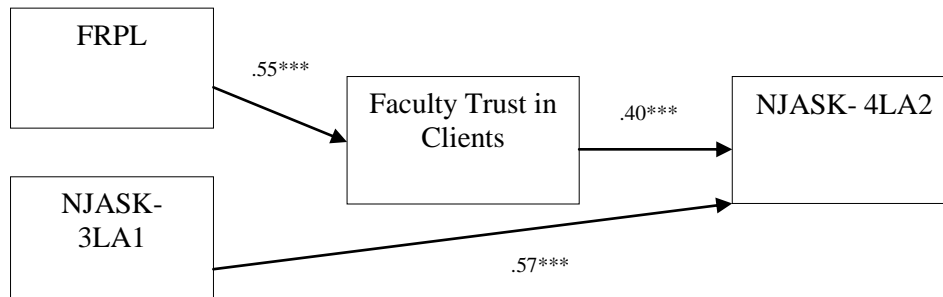 FRPL
.55***
Faculty Trust in
Clients
.40***
NJASK- 4LA2
NJASK-
3LA1
.57***